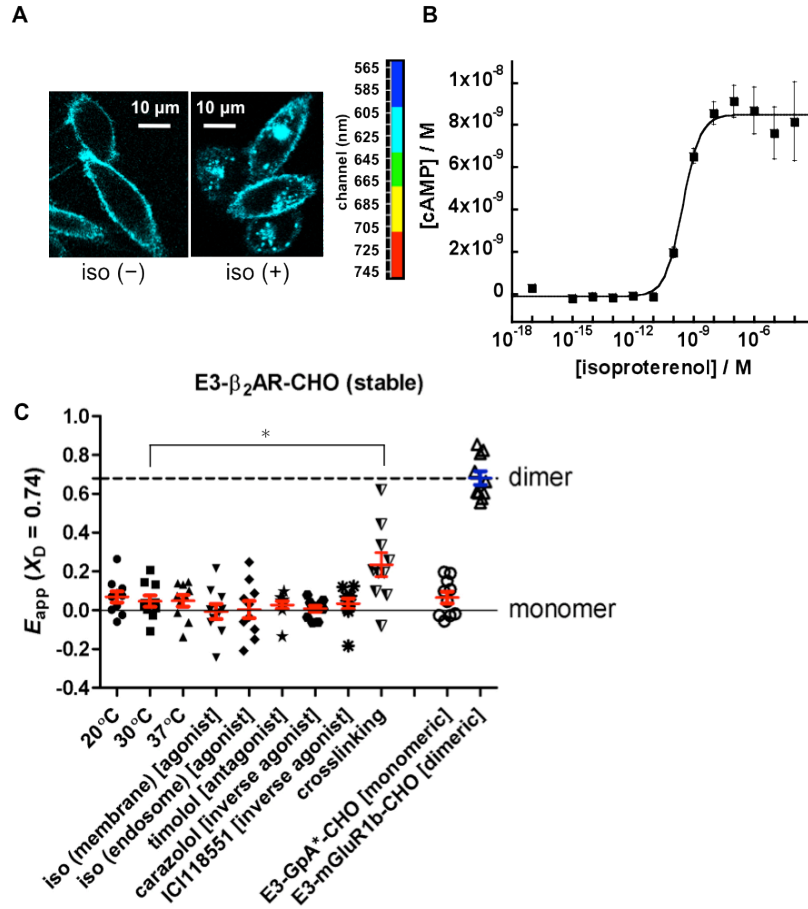 A
10 µm
10 µm
iso (−)
iso (+)
channel (nm)
565
585
605
625
645
665
685
705
725
745
B
[cAMP] / M
1x10⁻⁸
8x10⁻⁹
6x10⁻⁹
4x10⁻⁹
2x10⁻⁹
0
10⁻¹⁸
10⁻¹⁵
10⁻¹²
10⁻⁹
10⁻⁶
[isoproterenol] / M
E3-β₂AR-CHO (stable)
C
E_app (X_D = 0.74)
1.0
0.8
0.6
0.4
0.2
0.0
-0.2
-0.4
*
dimer
monomer
20°C
30°C
37°C
iso (membrane) [agonist]
iso (endosome) [agonist]
timolol [antagonist]
carazolol [inverse agonist]
ICI118551 [inverse agonist]
crosslinking
E3-GpA*-CHO [monomeric]
E3-mGluR1b-CHO [dimeric]